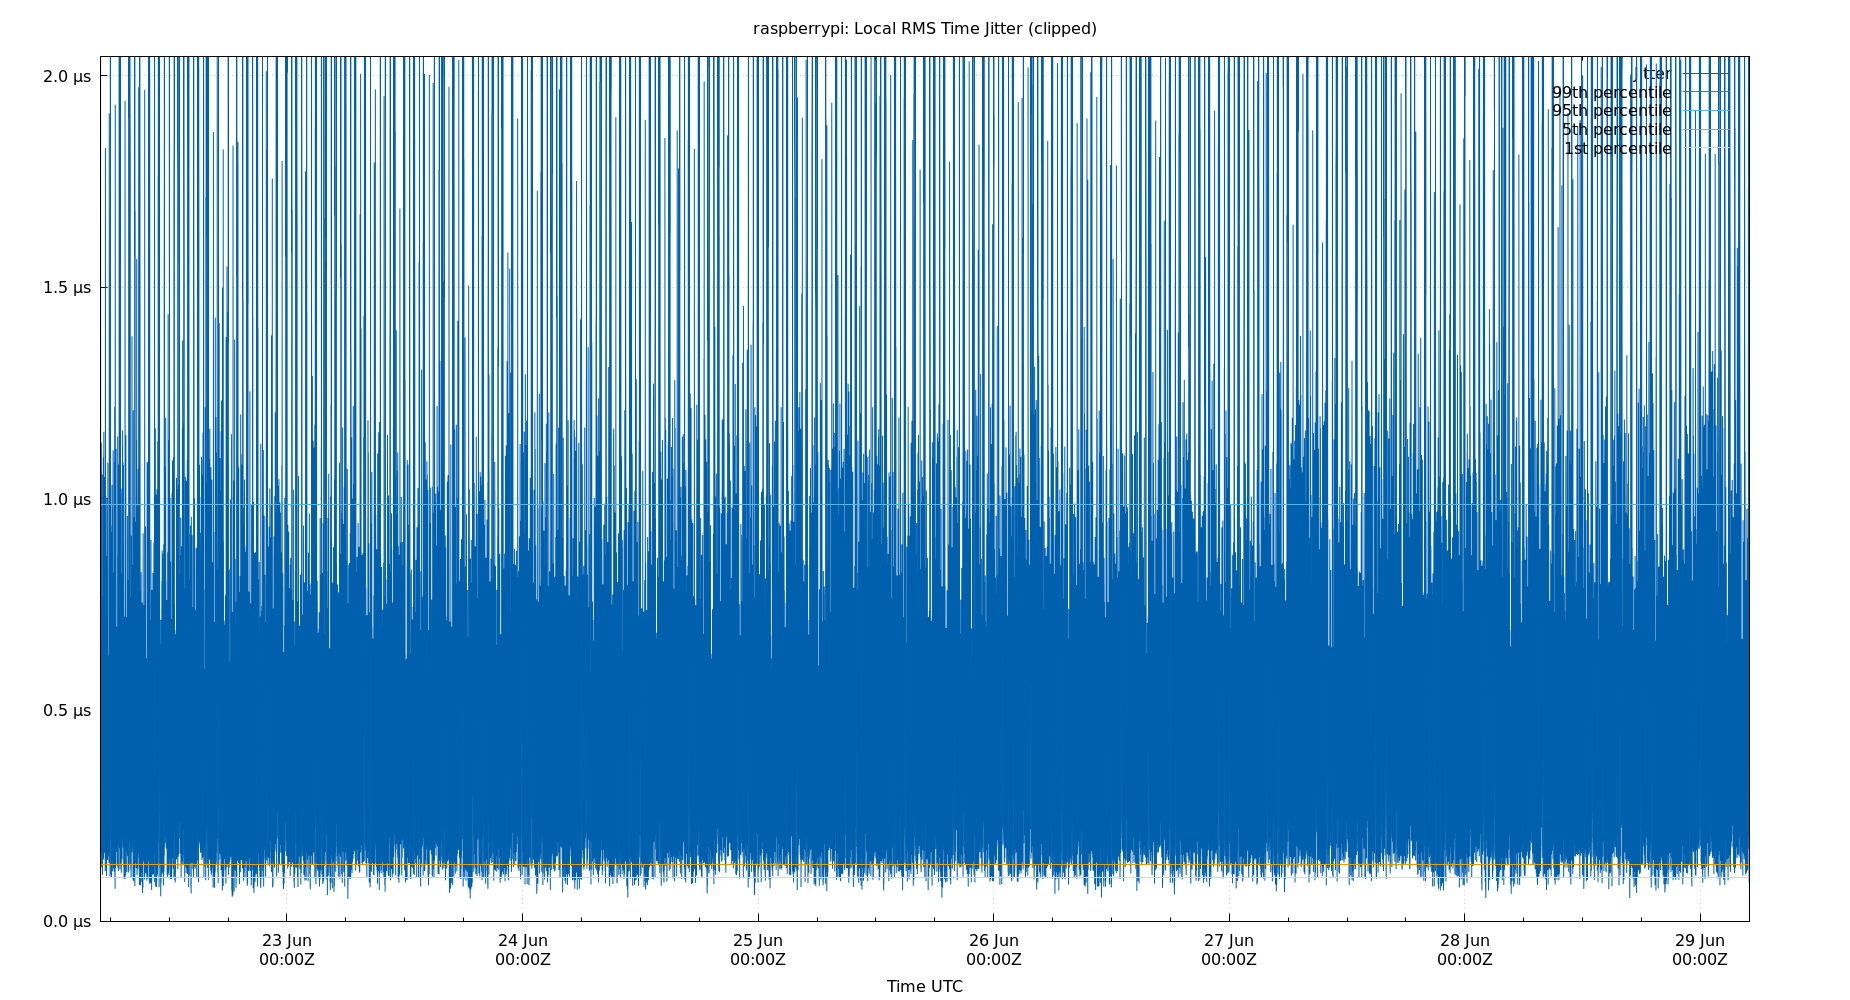 raspberrypi: Local RMS Time Jitter (clipped)
2.0 µs
1.5 µs
1.0 µs
0.5 µs
0.0 µs
Jitter
99th percentile
95th percentile
5th percentile
1st percentile
23 Jun
00:00Z
24 Jun
00:00Z
25 Jun
00:00Z
26 Jun
00:00Z
27 Jun
00:00Z
28 Jun
00:00Z
29 Jun
00:00Z
Time UTC